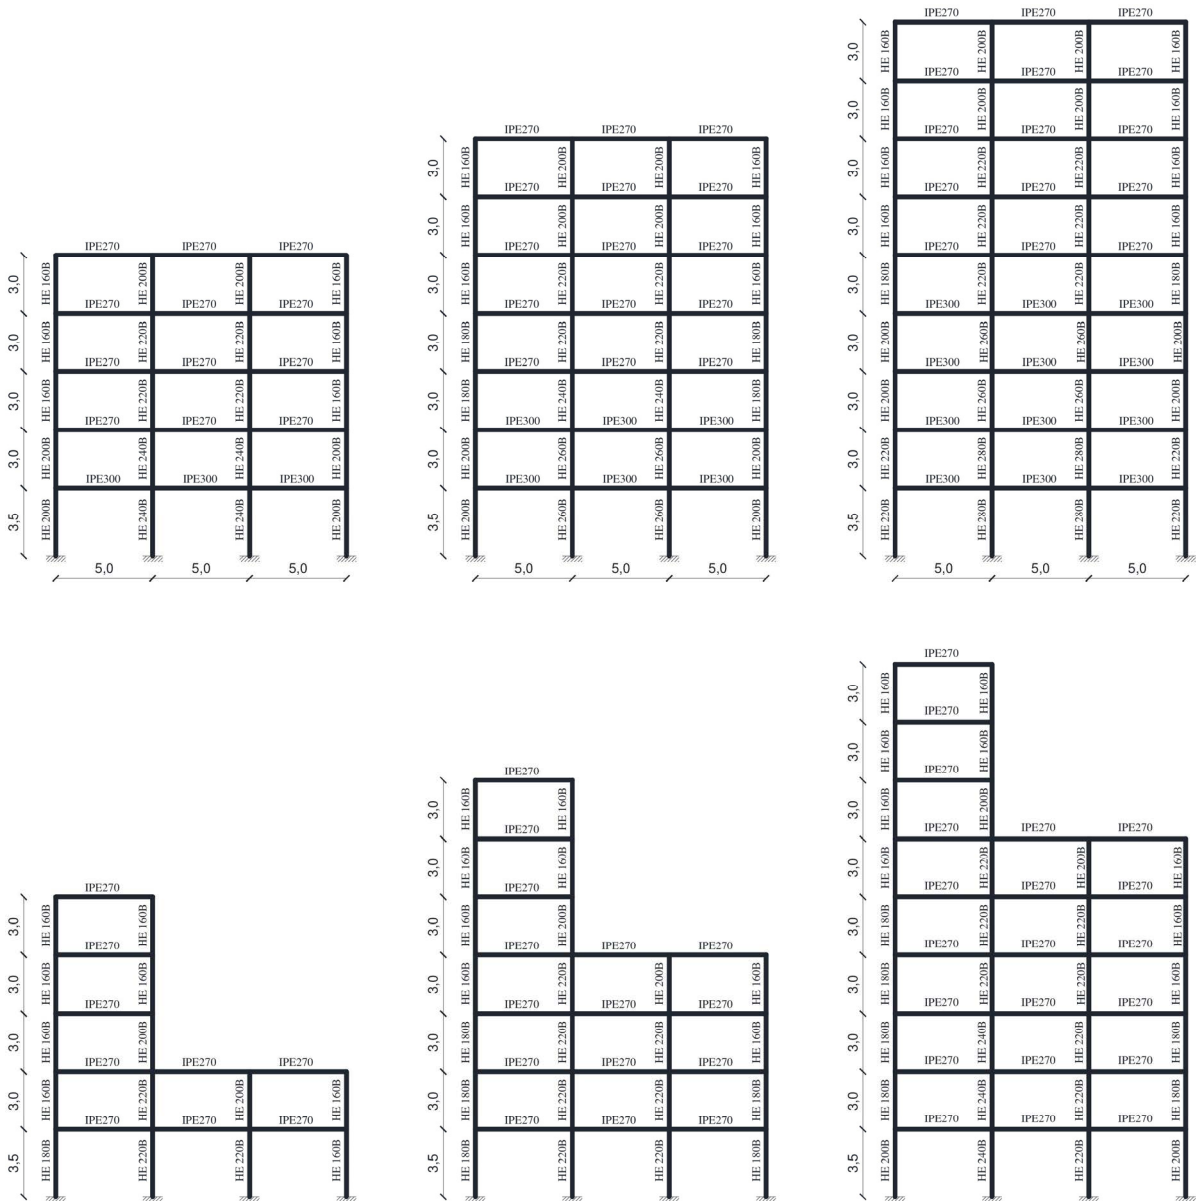 IPE270 IPE270 IPE270
3,0 HE 160B HE 200B HE 200B HE 160B
IPE270 IPE270 IPE270
3,0 HE 160B HE 220B HE 220B HE 160B
IPE270 IPE270 IPE270
3,0 HE 160B HE 220B HE 220B HE 160B
IPE270 IPE270 IPE270
3,0 HE 200B HE 240B HE 240B HE 200B
IPE300 IPE300 IPE300
3,5 HE 200B HE 240B HE 240B HE 200B
5,0 5,0 5,0
IPE270 IPE270 IPE270
3,0 HE 160B HE 200B HE 200B HE 160B
IPE270 IPE270 IPE270
3,0 HE 160B HE 200B HE 200B HE 160B
IPE270 IPE270 IPE270
3,0 HE 160B HE 220B HE 220B HE 160B
IPE270 IPE270 IPE270
3,0 HE 180B HE 220B HE 220B HE 180B
IPE270 IPE270 IPE270
3,0 HE 180B HE 240B HE 240B HE 180B
IPE300 IPE300 IPE300
3,0 HE 200B HE 260B HE 260B HE 200B
IPE300 IPE300 IPE300
3,5 HE 200B HE 260B HE 260B HE 200B
5,0 5,0 5,0
IPE270 IPE270 IPE270
3,0 HE 160B HE 200B HE 200B HE 160B
IPE270 IPE270 IPE270
3,0 HE 160B HE 200B HE 200B HE 160B
IPE270 IPE270 IPE270
3,0 HE 160B HE 220B HE 220B HE 160B
IPE270 IPE270 IPE270
3,0 HE 160B HE 220B HE 220B HE 160B
IPE270 IPE270 IPE270
3,0 HE 180B HE 220B HE 220B HE 180B
IPE300 IPE300 IPE300
3,0 HE 200B HE 260B HE 260B HE 200B
IPE300 IPE300 IPE300
3,0 HE 200B HE 260B HE 260B HE 200B
IPE300 IPE300 IPE300
3,0 HE 220B HE 280B HE 280B HE 220B
IPE300 IPE300 IPE300
3,5 HE 220B HE 280B HE 280B HE 220B
5,0 5,0 5,0
IPE270
3,0 HE 160B HE 160B
IPE270
3,0 HE 160B HE 160B
IPE270
3,0 HE 160B HE 200B
IPE270 IPE270 IPE270
3,0 HE 160B HE 220B HE 200B HE 160B
IPE270 IPE270 IPE270
3,5 HE 180B HE 220B HE 220B HE 160B
IPE270
3,0 HE 160B HE 160B
IPE270
3,0 HE 160B HE 160B
IPE270
3,0 HE 160B HE 200B
IPE270 IPE270 IPE270
3,0 HE 160B HE 220B HE 200B HE 160B
IPE270 IPE270 IPE270
3,0 HE 180B HE 220B HE 220B HE 160B
IPE270 IPE270 IPE270
3,0 HE 180B HE 220B HE 220B HE 180B
IPE270 IPE270 IPE270
3,5 HE 180B HE 220B HE 220B HE 180B
IPE270
3,0 HE 160B HE 160B
IPE270
3,0 HE 160B HE 160B
IPE270
3,0 HE 160B HE 200B
IPE270 IPE270 IPE270
3,0 HE 160B HE 220B HE 200B HE 160B
IPE270 IPE270 IPE270
3,0 HE 180B HE 220B HE 220B HE 160B
IPE270 IPE270 IPE270
3,0 HE 180B HE 220B HE 220B HE 160B
IPE270 IPE270 IPE270
3,0 HE 180B HE 240B HE 220B HE 180B
IPE270 IPE270 IPE270
3,0 HE 180B HE 240B HE 220B HE 180B
IPE270 IPE270 IPE270
3,5 HE 200B HE 240B HE 220B HE 200B